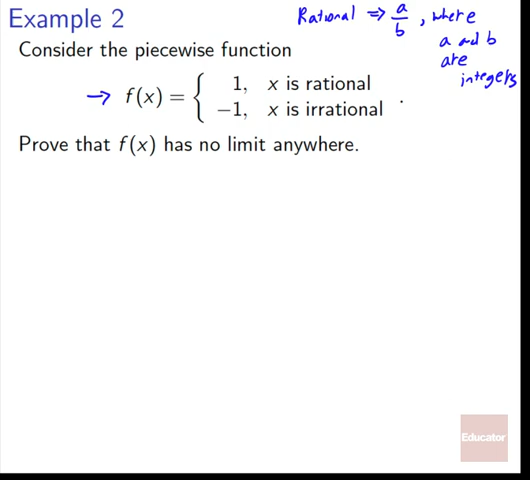 Example 2
Rational ⇒ a/b, where
a and b
are
integers
Consider the piecewise function
→ f(x) = { 1, x is rational
−1, x is irrational .
Prove that f(x) has no limit anywhere.
Educator